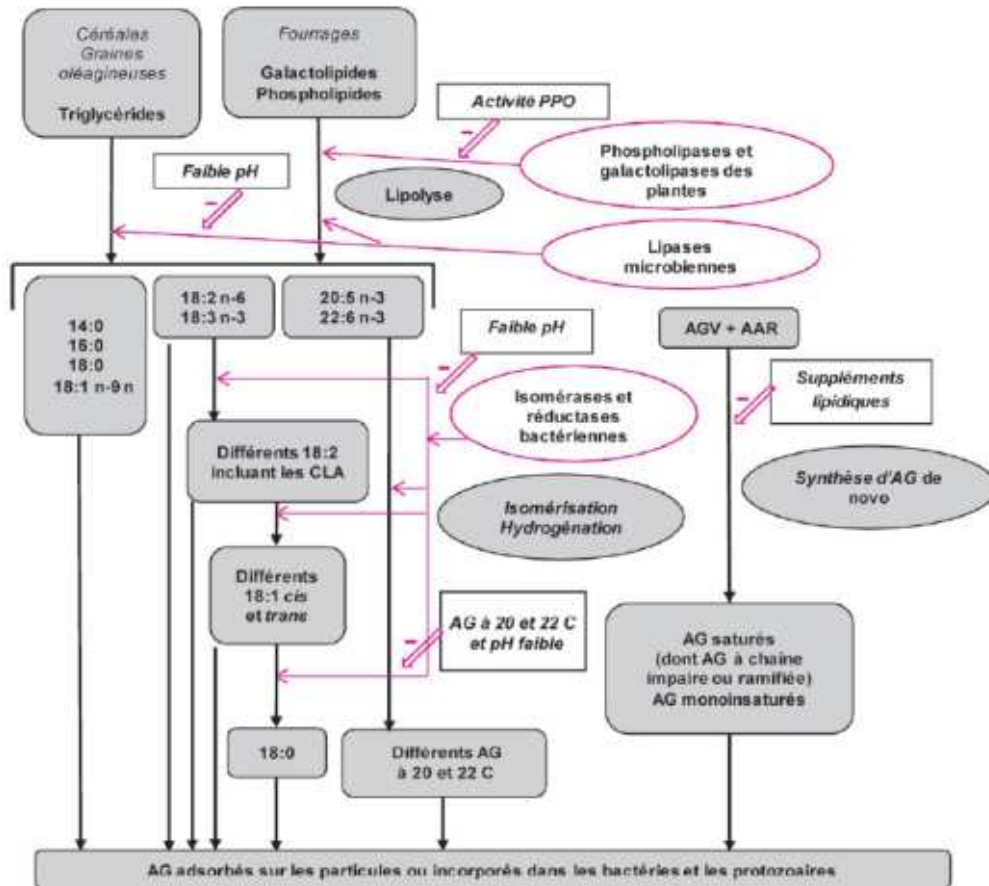 Céréales
Graines
oléagineuses
Triglycérides
Fourrages
Galactolipides
Phospholipides
Activité PPO
Phospholipases et
galactolipases des
plantes
Faible pH
Lipolyse
Lipases
microbiennes
14:0
16:0
18:0
18:1 n-9 n
18:2 n-6
18:3 n-3
20:5 n-3
22:6 n-3
Faible pH
AGV + AAR
Isomérases et
réductases
bactériennes
Suppléments
lipidiques
Différents 18:2
incluant les CLA
Isomérisation
Hydrogénation
Synthèse d'AG de
novo
Différents
18:1 cis
et trans
AG à 20 et 22 C
et pH faible
AG saturés
(dont AG à chaîne
impaire ou ramifiée)
AG monoinsaturés
18:0
Différents AG
à 20 et 22 C
AG adsorbés sur les particules ou incorporés dans les bactéries et les protozoaires